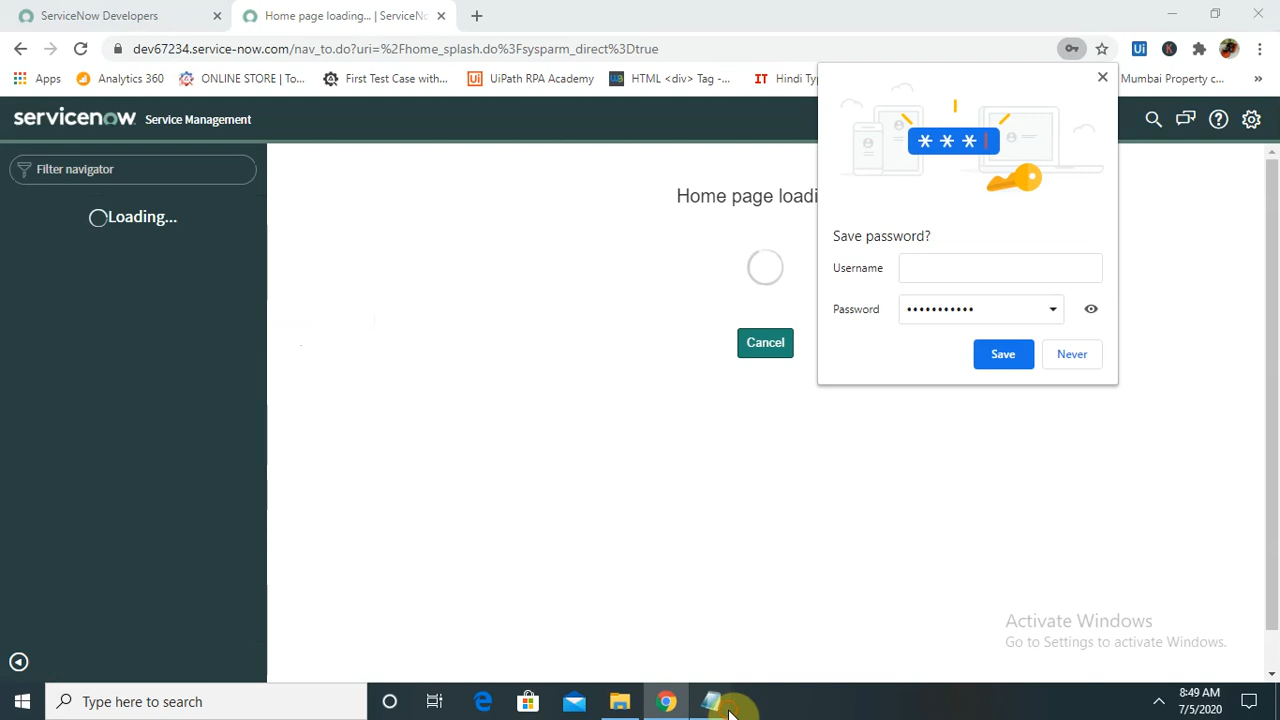 ServiceNow Developers
Home page loading... | ServiceNo
dev67234.service-now.com/nav_to.do?uri=%2Fhome_splash.do%3Fsysparm_direct%3Dtrue
Apps
Analytics 360
ONLINE STORE | To...
First Test Case with...
UiPath RPA Academy
HTML <div> Tag -...
Hindi Typ
Mumbai Property c...
»
servicenow
Service Management
Filter navigator
Loading...
Home page loadi
Cancel
* * *
Save password?
Username
Password
•••••••••••
Save
Never
Activate Windows
Go to Settings to activate Windows.
Type here to search
8:49 AM
7/5/2020